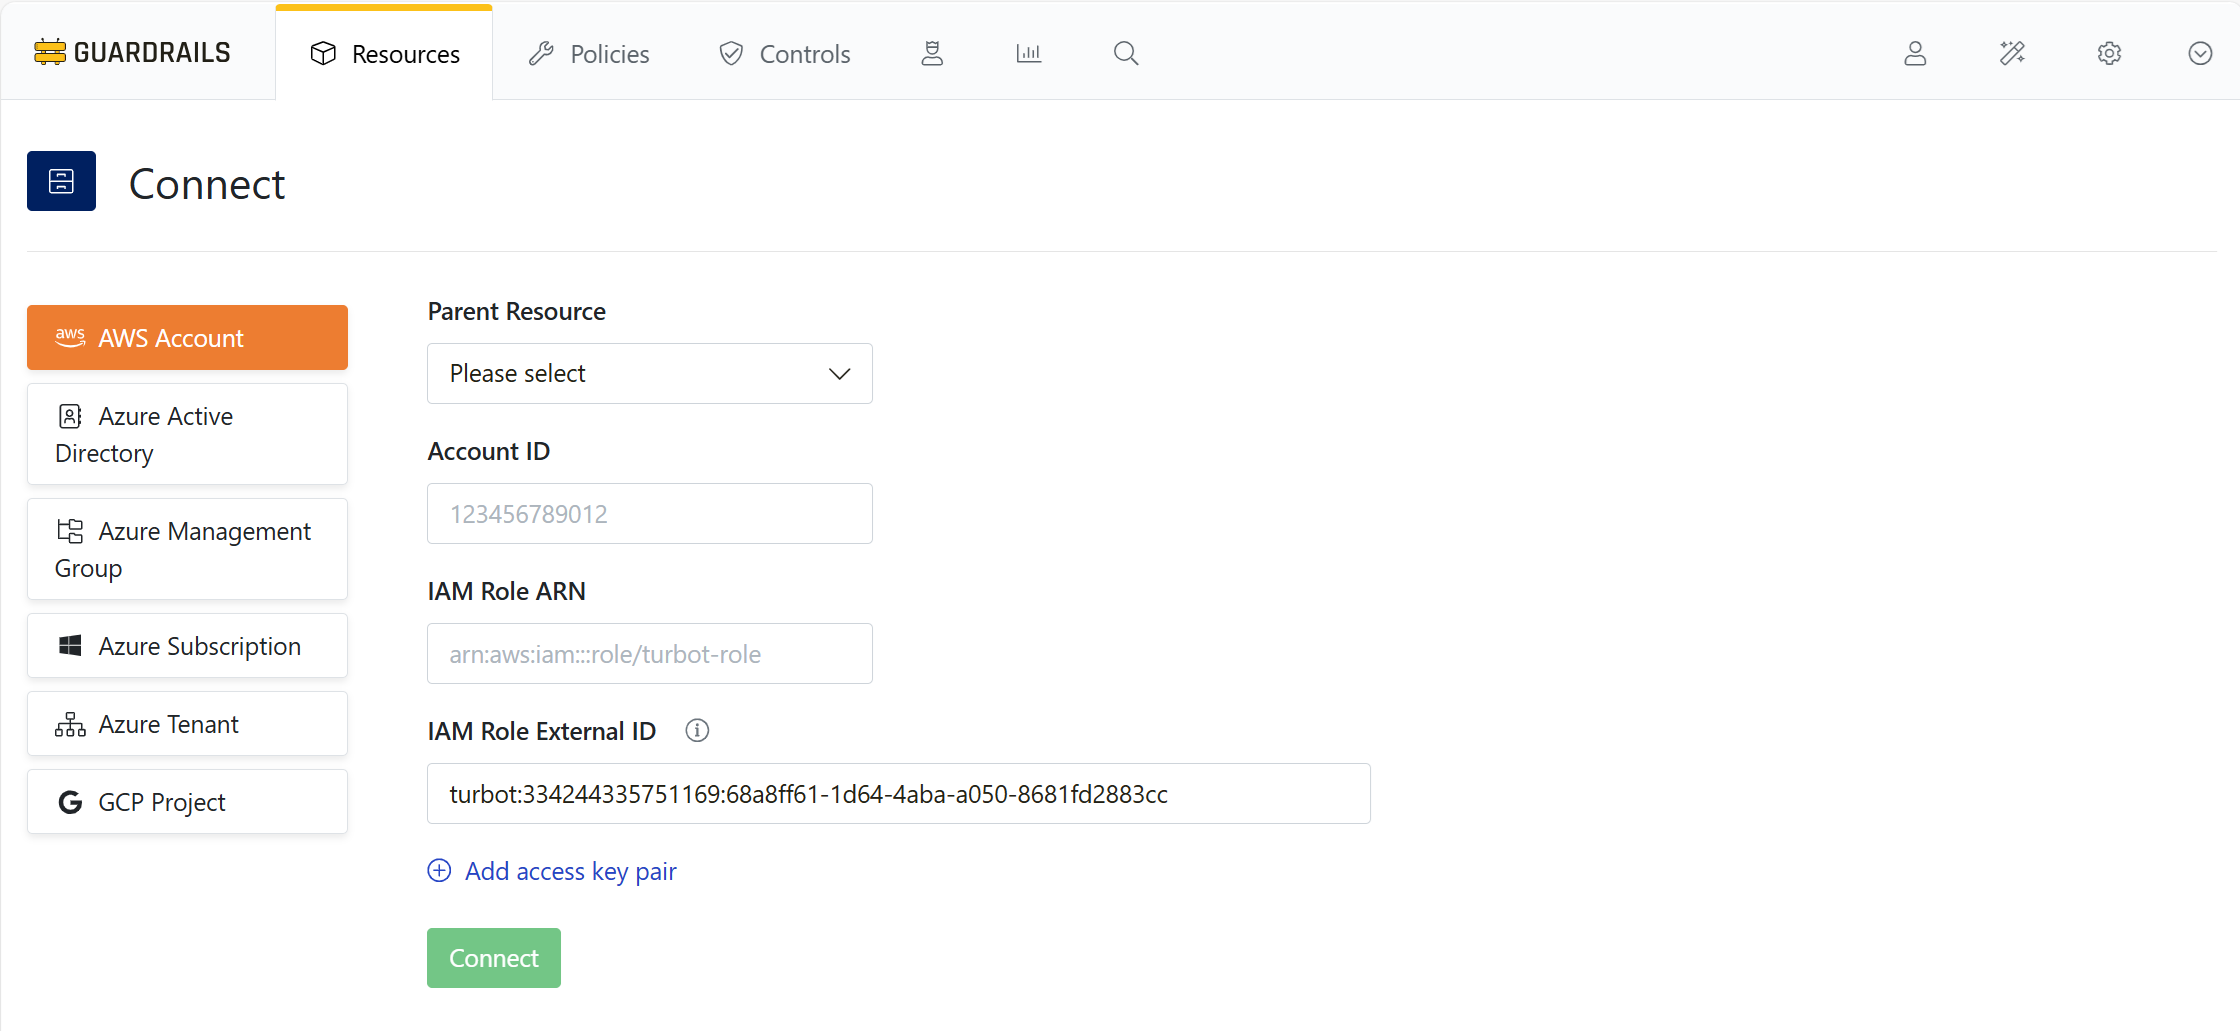 GUARDRAILS
Resources
Policies
Controls
Connect
aws AWS Account
Azure Active
Directory
Azure Management
Group
Azure Subscription
Azure Tenant
GCP Project
Parent Resource
Please select
Account ID
123456789012
IAM Role ARN
arn:aws:iam:::role/turbot-role
IAM Role External ID
turbot:334244335751169:68a8ff61-1d64-4aba-a050-8681fd2883cc
Add access key pair
Connect